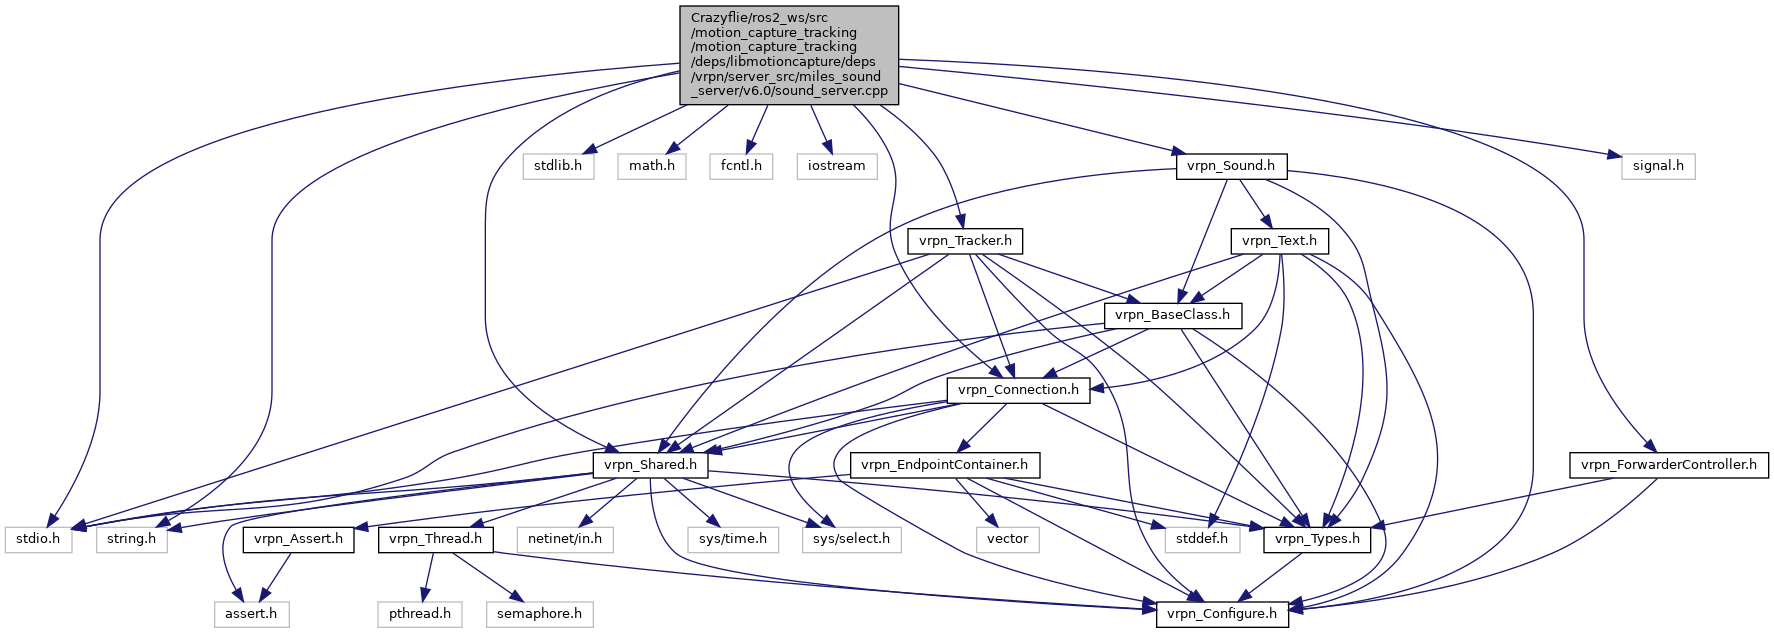 Crazyflie/ros2_ws/src
/motion_capture_tracking
/motion_capture_tracking
/deps/libmotioncapture/deps
/vrpn/server_src/miles_sound
_server/v6.0/sound_server.cpp
stdlib.h
math.h
fcntl.h
iostream
vrpn_Sound.h
signal.h
vrpn_Tracker.h
vrpn_Text.h
vrpn_BaseClass.h
vrpn_Connection.h
vrpn_Shared.h
vrpn_EndpointContainer.h
vrpn_ForwarderController.h
stdio.h
string.h
vrpn_Assert.h
vrpn_Thread.h
netinet/in.h
sys/time.h
sys/select.h
vector
stddef.h
vrpn_Types.h
assert.h
pthread.h
semaphore.h
vrpn_Configure.h